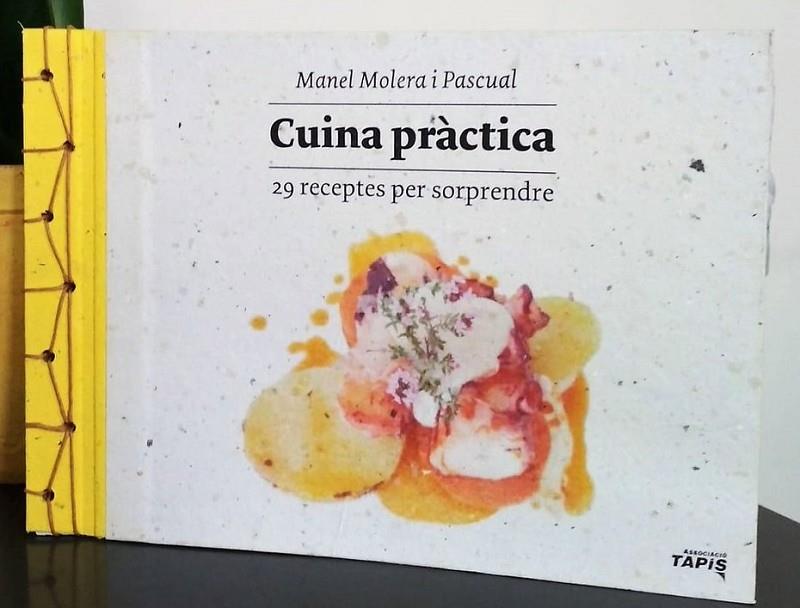 Manel Molera i Pascual
Cuina pràctica
29 receptes per sorprendre
ASSOCIACIÓ
TAPiS